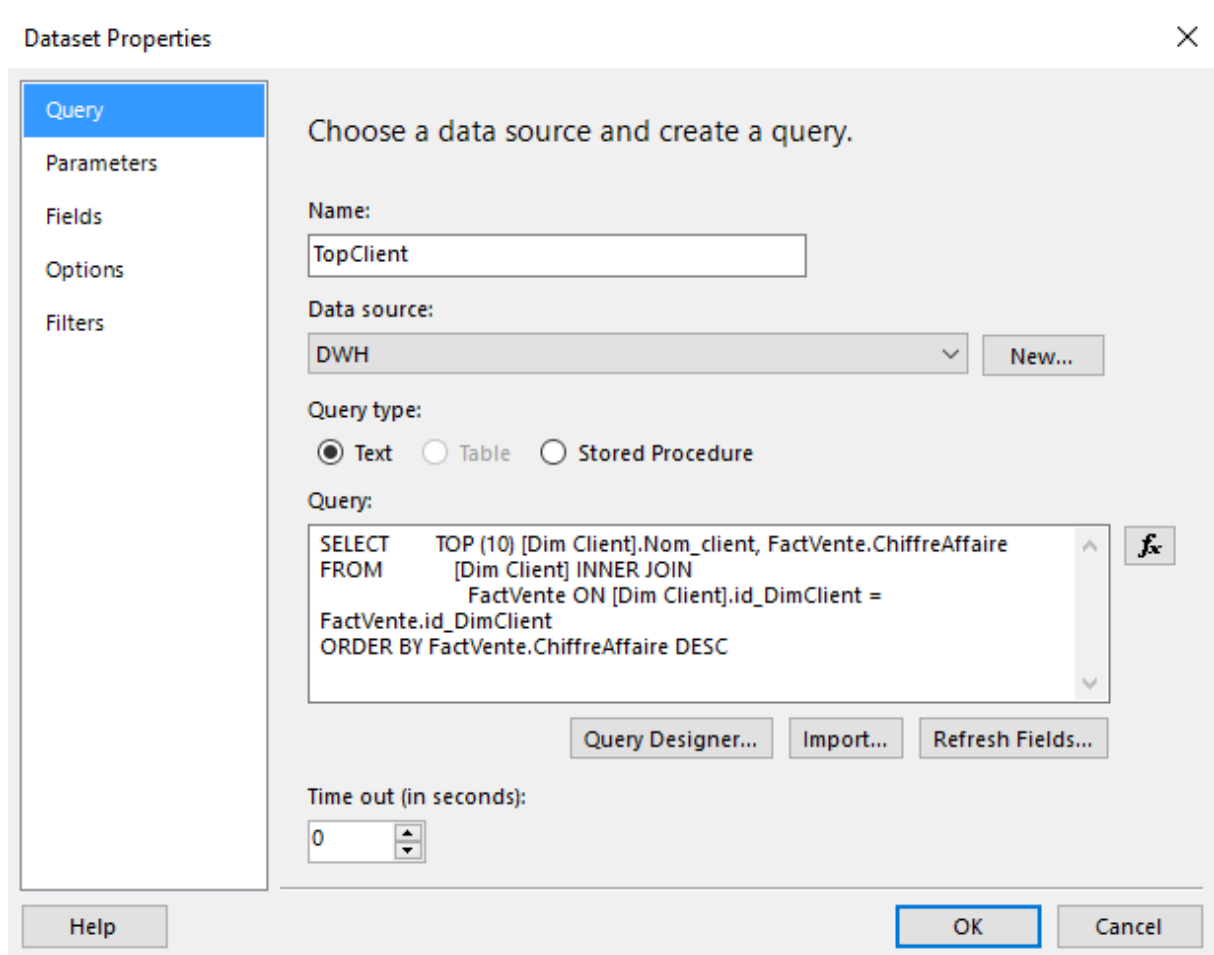 Dataset Properties
Query
Parameters
Fields
Options
Filters
Choose a data source and create a query.
Name:
TopClient
Data source:
DWH
New...
Query type:
Text
Table
Stored Procedure
Query:
SELECT TOP (10) [Dim Client].Nom_client, FactVente.ChiffreAffaire
FROM [Dim Client] INNER JOIN
FactVente ON [Dim Client].id_DimClient =
FactVente.id_DimClient
ORDER BY FactVente.ChiffreAffaire DESC
fx
Query Designer...
Import...
Refresh Fields...
Time out (in seconds):
0
Help
OK
Cancel